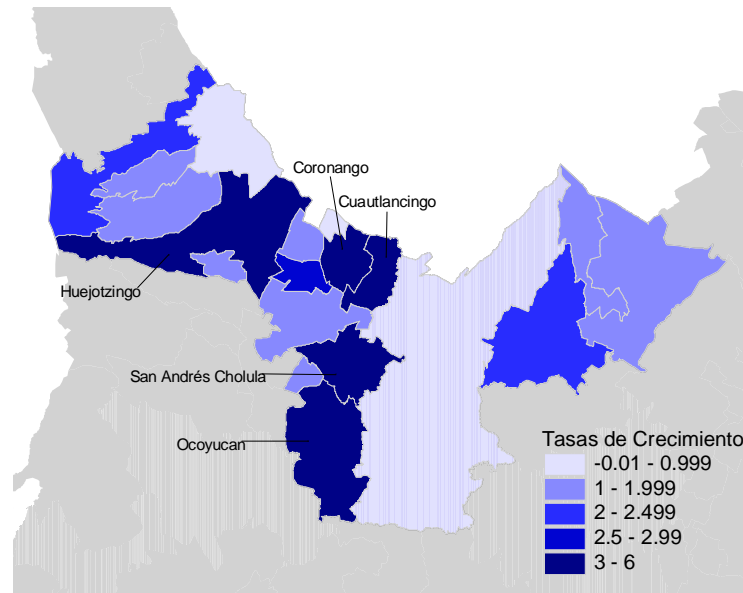 Coronango
Cuautlancingo
Huejotzingo
San Andrés Cholula
Ocoyucan
Tasas de Crecimiento
-0.01 - 0.999
1 - 1.999
2 - 2.499
2.5 - 2.99
3 - 6